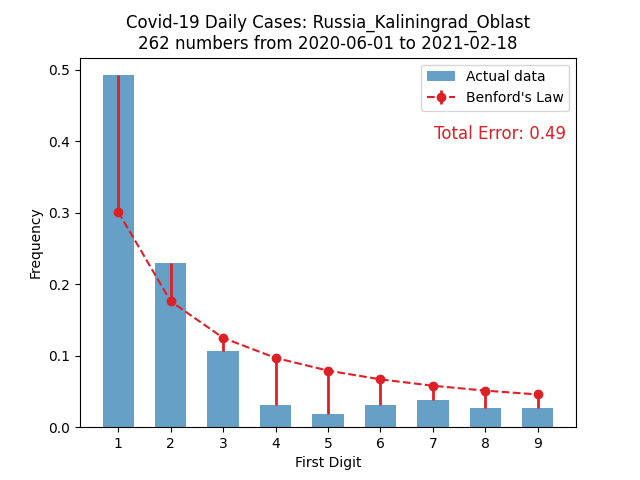 Covid-19 Daily Cases: Russia_Kaliningrad_Oblast
262 numbers from 2020-06-01 to 2021-02-18
Actual data
Benford's Law
Total Error: 0.49
Frequency
0.5
0.4
0.3
0.2
0.1
0.0
1 2 3 4 5 6 7 8 9
First Digit